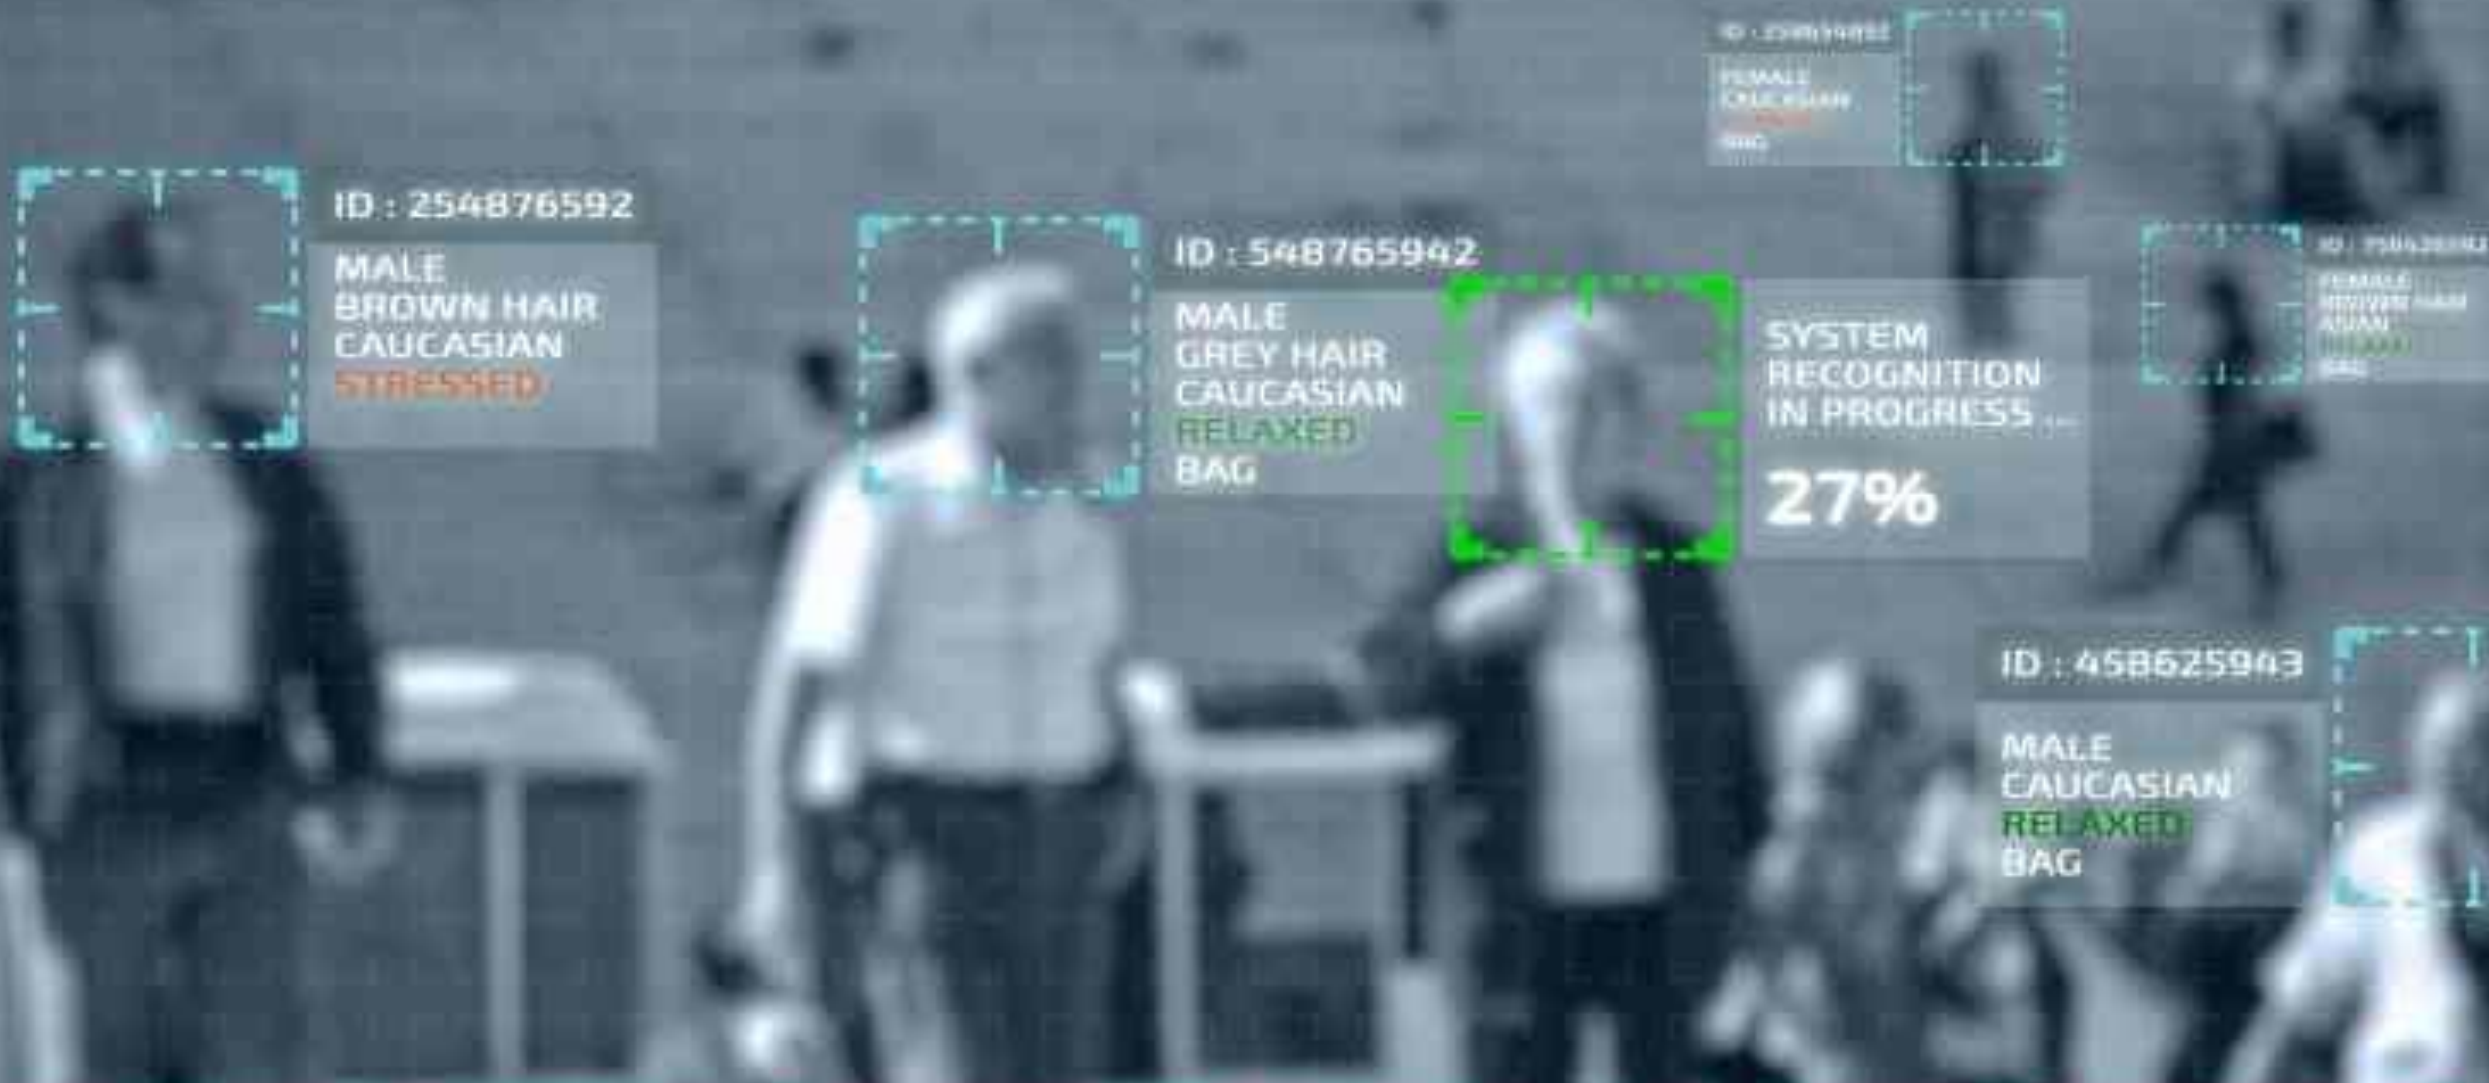 FEMALE
CAUCASIAN
BAG
ID : 254876592
MALE
BROWN HAIR
CAUCASIAN
STRESSED
ID : 548765942
MALE
GREY HAIR
CAUCASIAN
RELAXED
BAG
SYSTEM
RECOGNITION
IN PROGRESS ...
27%
FEMALE
BROWN HAIR
ASIAN
RELAXED
BAG
ID : 458625943
MALE
CAUCASIAN
RELAXED
BAG